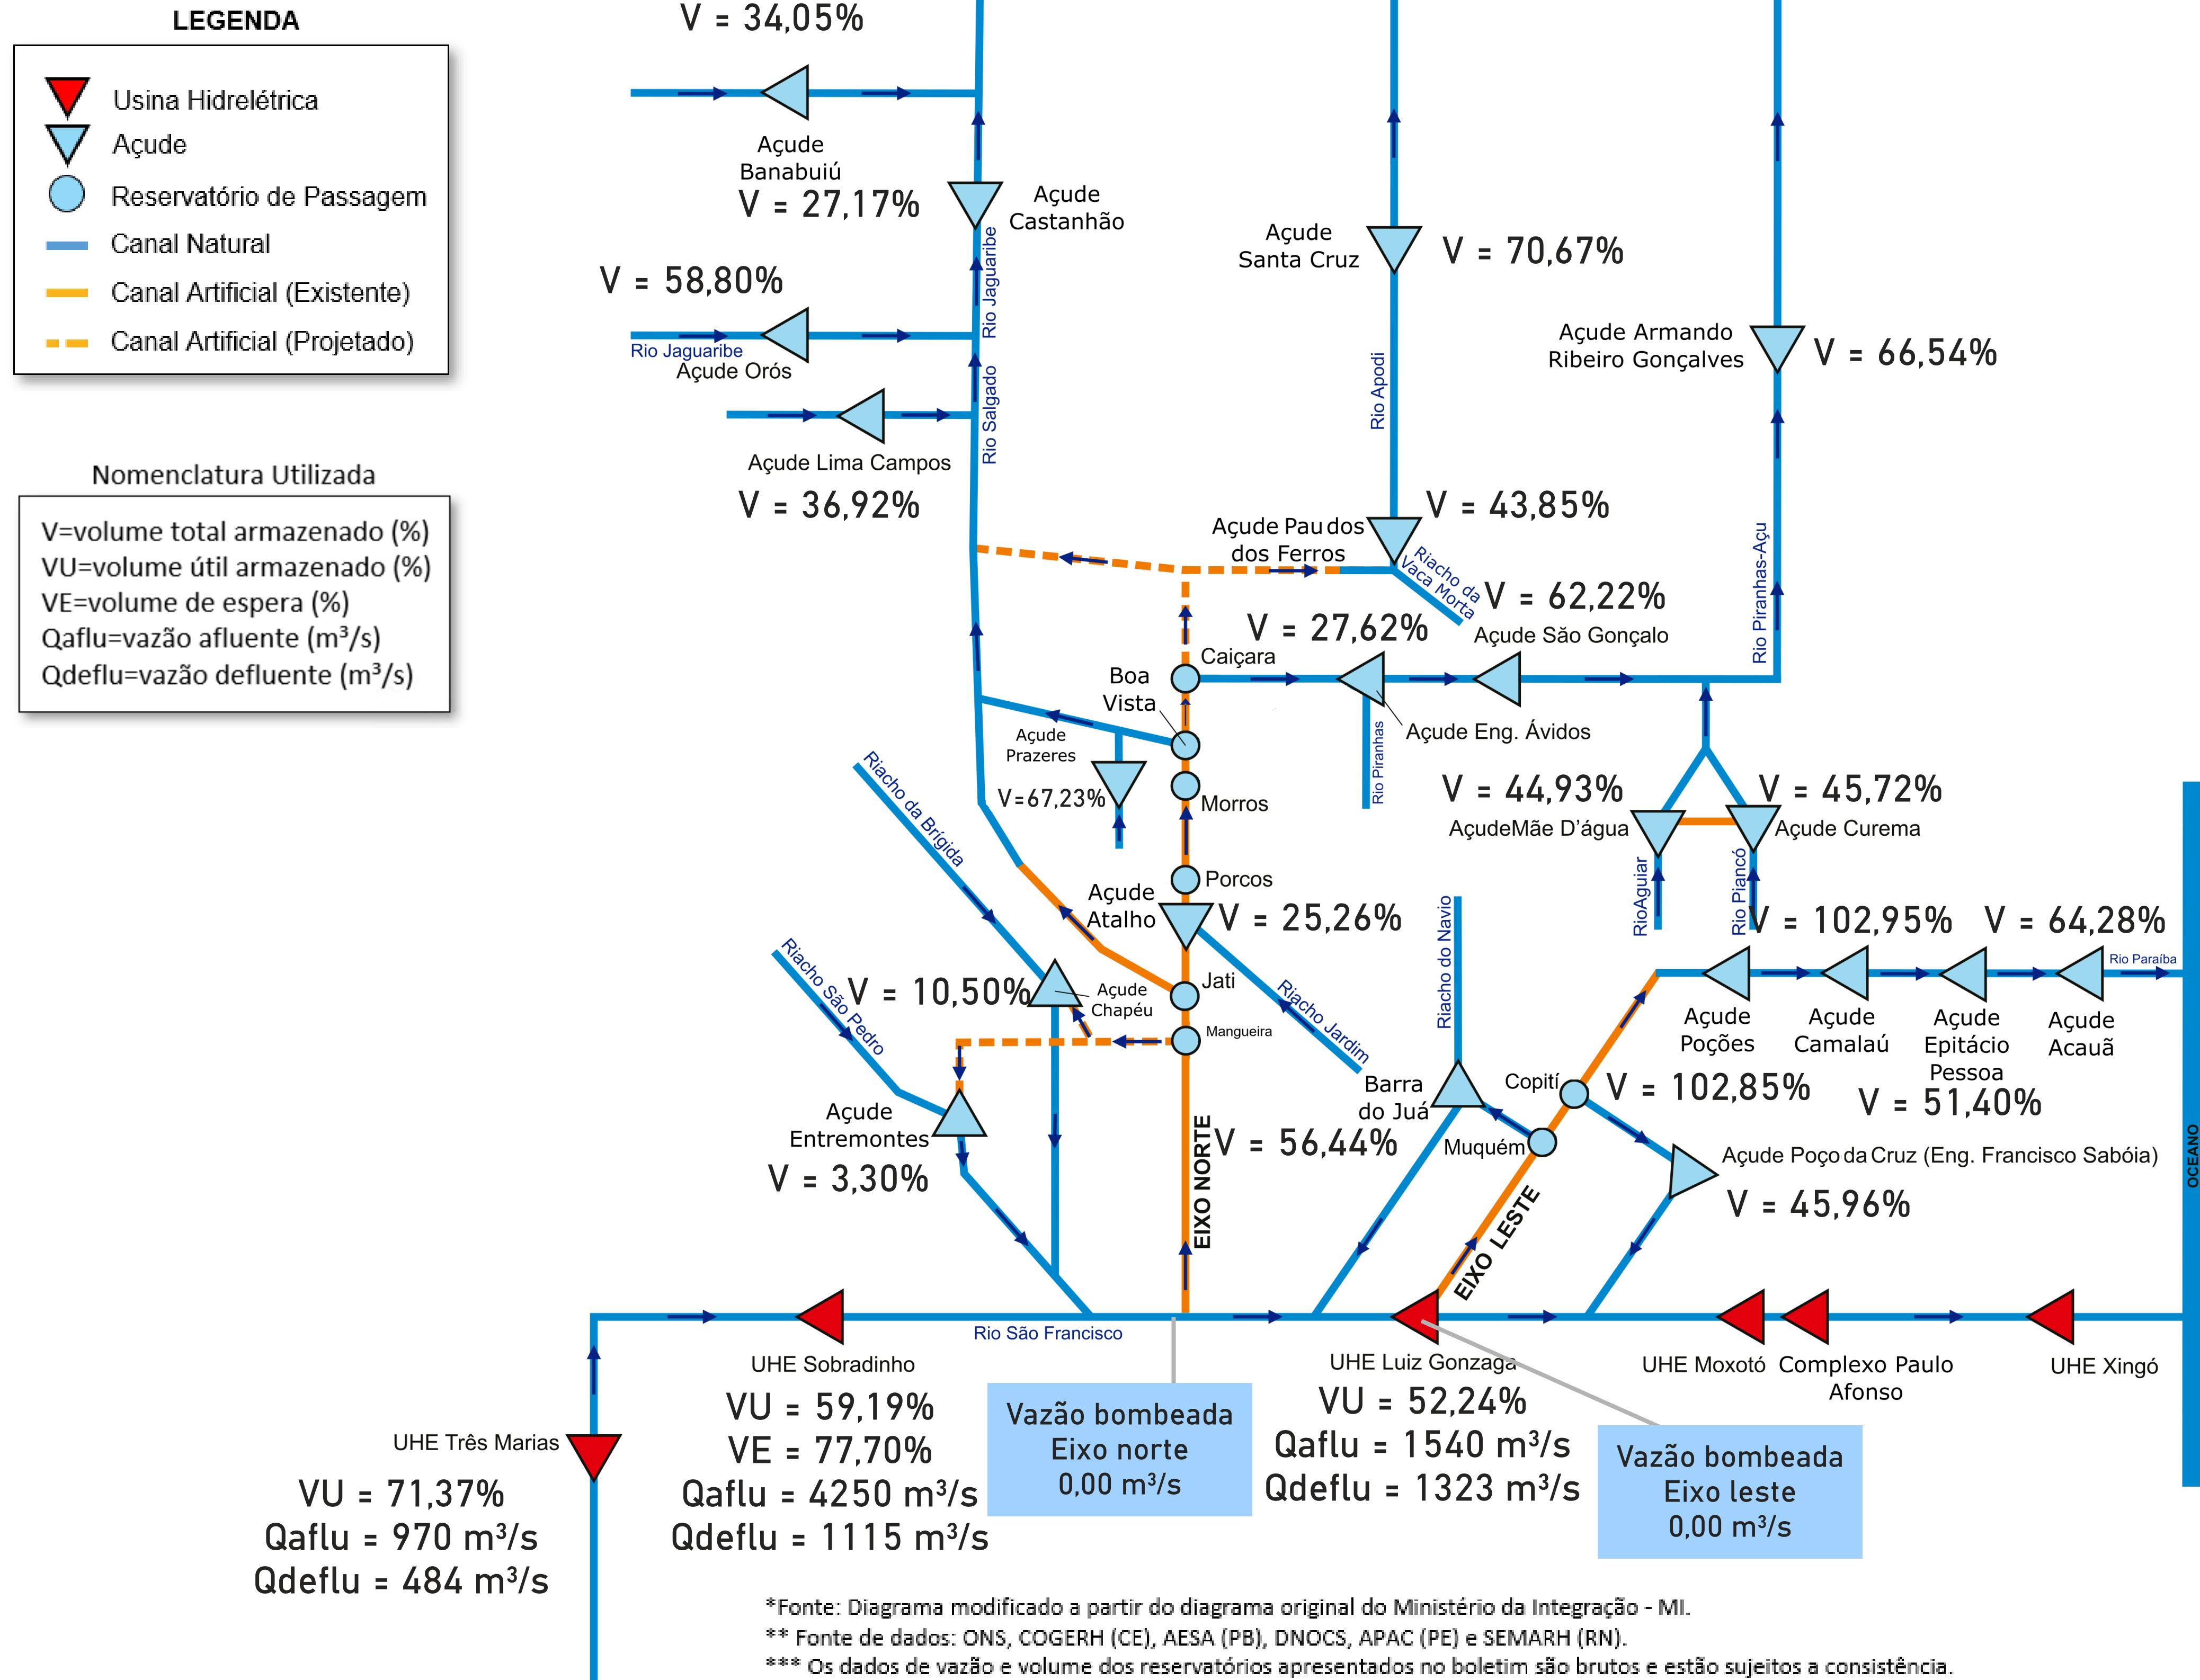 LEGENDA
Usina Hidrelétrica
Açude
Reservatório de Passagem
Canal Natural
Canal Artificial (Existente)
Canal Artificial (Projetado)
Nomenclatura Utilizada
V=volume total armazenado (%)
VU=volume útil armazenado (%)
VE=volume de espera (%)
Qaflu=vazão afluente (m³/s)
Qdeflu=vazão defluente (m³/s)
V = 34,05%
Açude
Banabuiú
V = 27,17%
Açude
Castanhão
Rio Jaguaribe
V = 58,80%
Rio Jaguaribe
Açude Orós
Rio Salgado
Açude Lima Campos
V = 36,92%
Açude
Santa Cruz
V = 70,67%
Rio Apodi
Açude Armando
Ribeiro Gonçalves
V = 66,54%
Rio Piranhas-Açu
Açude Pau dos
dos Ferros
V = 43,85%
Riacho da
Vaca Morta
V = 62,22%
Açude São Gonçalo
V = 27,62%
Caiçara
Boa
Vista
Açude Eng. Ávidos
Rio Piranhas
Açude
Prazeres
V=67,23%
Morros
Riacho da Brígida
Porcos
Açude
Atalho
V = 25,26%
V = 44,93%
AçudeMãe D'água
V = 45,72%
Açude Curema
RioAguiar
Rio Piancó
Riacho São Pedro
V = 10,50%
Açude
Chapéu
Jati
Mangueira
Riacho Jardim
Riacho do Navio
V = 102,95%
V = 64,28%
Rio Paraíba
Açude
Poções
Açude
Camalaú
Açude
Epitácio
Pessoa
Açude
Acauã
V = 102,85%
V = 51,40%
Açude
Entremontes
V = 3,30%
EIXO NORTE
Barra
do Juá
V = 56,44%
Copití
Muquém
EIXO LESTE
Açude Poço da Cruz (Eng. Francisco Sabóia)
V = 45,96%
OCEANO
Rio São Francisco
UHE Sobradinho
VU = 59,19%
VE = 77,70%
Qaflu = 4250 m³/s
Qdeflu = 1115 m³/s
UHE Três Marias
VU = 71,37%
Qaflu = 970 m³/s
Qdeflu = 484 m³/s
Vazão bombeada
Eixo norte
0,00 m³/s
UHE Luiz Gonzaga
VU = 52,24%
Qaflu = 1540 m³/s
Qdeflu = 1323 m³/s
Vazão bombeada
Eixo leste
0,00 m³/s
UHE Moxotó
Complexo Paulo
Afonso
UHE Xingó
*Fonte: Diagrama modificado a partir do diagrama original do Ministério da Integração - MI.
** Fonte de dados: ONS, COGERH (CE), AESA (PB), DNOCS, APAC (PE) e SEMARH (RN).
*** Os dados de vazão e volume dos reservatórios apresentados no boletim são brutos e estão sujeitos a consistência.